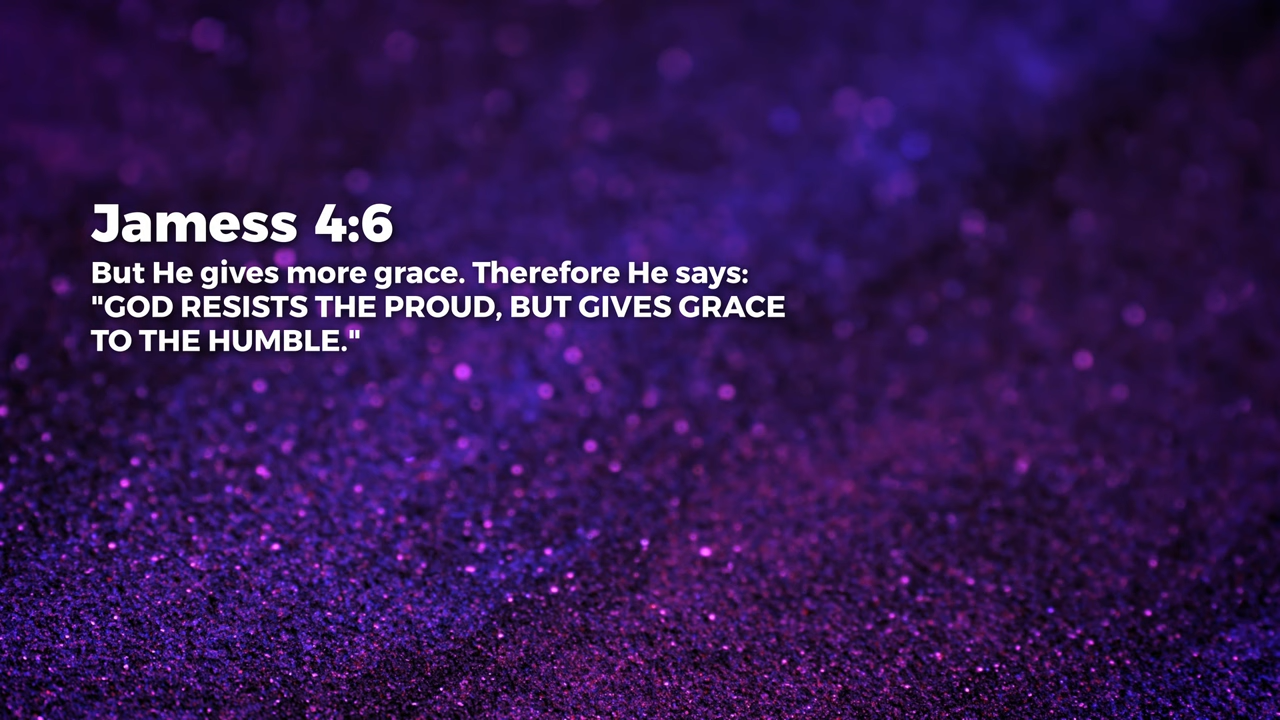 Jamess 4:6
But He gives more grace. Therefore He says:
"GOD RESISTS THE PROUD, BUT GIVES GRACE
TO THE HUMBLE."